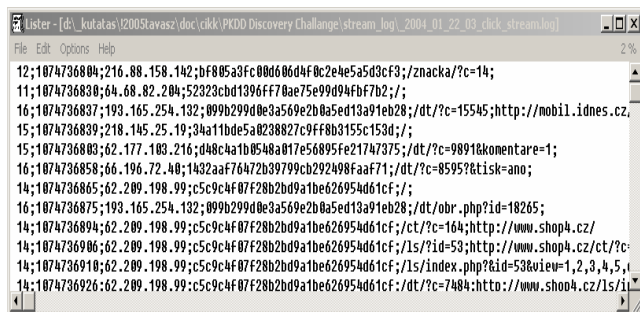 Lister - [d:\_kutatas\!2005tavasz\doc\cikk\PKDD Discovery Challange\stream_log\_2004_01_22_03_click_stream.log]
File Edit Options Help 2 %
12;1074736804;216.88.158.142;bf805a3fc00d606d4f0c2e4e5a5d3cf3;/znacka/?c=14;
11;1074736830;64.68.82.204;52323cbd1396ff70ae75e99d94fbf7b2;/;
16;1074736837;193.165.254.132;099b299d0e3a569e2b0a5ed13a91eb28;/dt/?c=15545;http://mobil.idnes.cz,
15;1074736839;218.145.25.19;34a11bde5a0238827c9ff8b3155c153d;/;
15;1074736803;62.177.103.216;d48c4a1b0548a017e56895fe21747375;/dt/?c=9891&komentare=1;
16;1074736858;66.196.72.40;1432aaf76472b39799cb292498faaf71;/dt/?c=8595?&tisk=ano;
14;1074736865;62.209.198.99;c5c9c4f07f28b2bd9a1be626954d61cf;/;
16;1074736875;193.165.254.132;099b299d0e3a569e2b0a5ed13a91eb28;/dt/obr.php?id=18265;
14;1074736894;62.209.198.99;c5c9c4f07f28b2bd9a1be626954d61cf;/ct/?c=164;http://www.shop4.cz/
14;1074736906;62.209.198.99;c5c9c4f07f28b2bd9a1be626954d61cf;/ls/?id=53;http://www.shop4.cz/ct/?c=
14;1074736910;62.209.198.99;c5c9c4f07f28b2bd9a1be626954d61cf;/ls/index.php?&id=53&view=1,2,3,4,5,
14;1074736926;62.209.198.99;c5c9c4f07f28b2bd9a1be626954d61cf;/dt/?c=7484;http://www.shop4.cz/ls/i